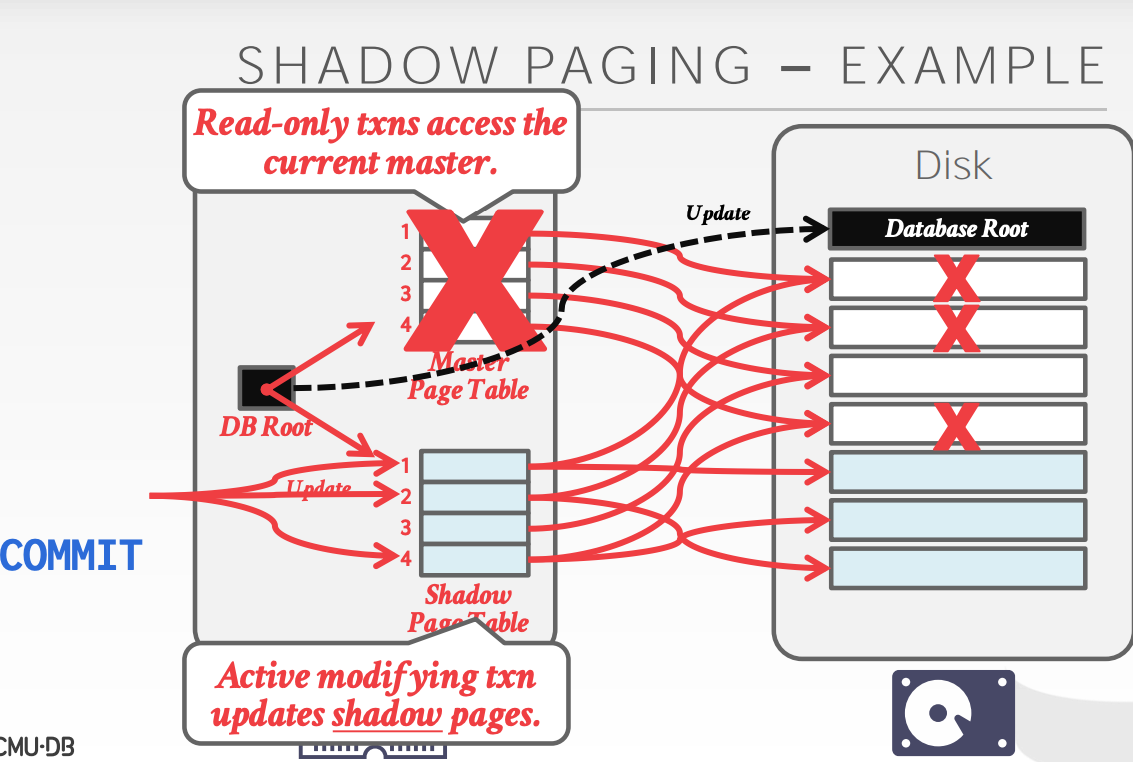 SHADOW PAGING – EXAMPLE
Read-only txns access the
current master.
Disk
Update
Database Root
1
2
3
4
Master
Page Table
DB Root
1
Update
2
3
4
COMMIT
Shadow
Page Table
Active modifying txn
updates shadow pages.
CMU·DB